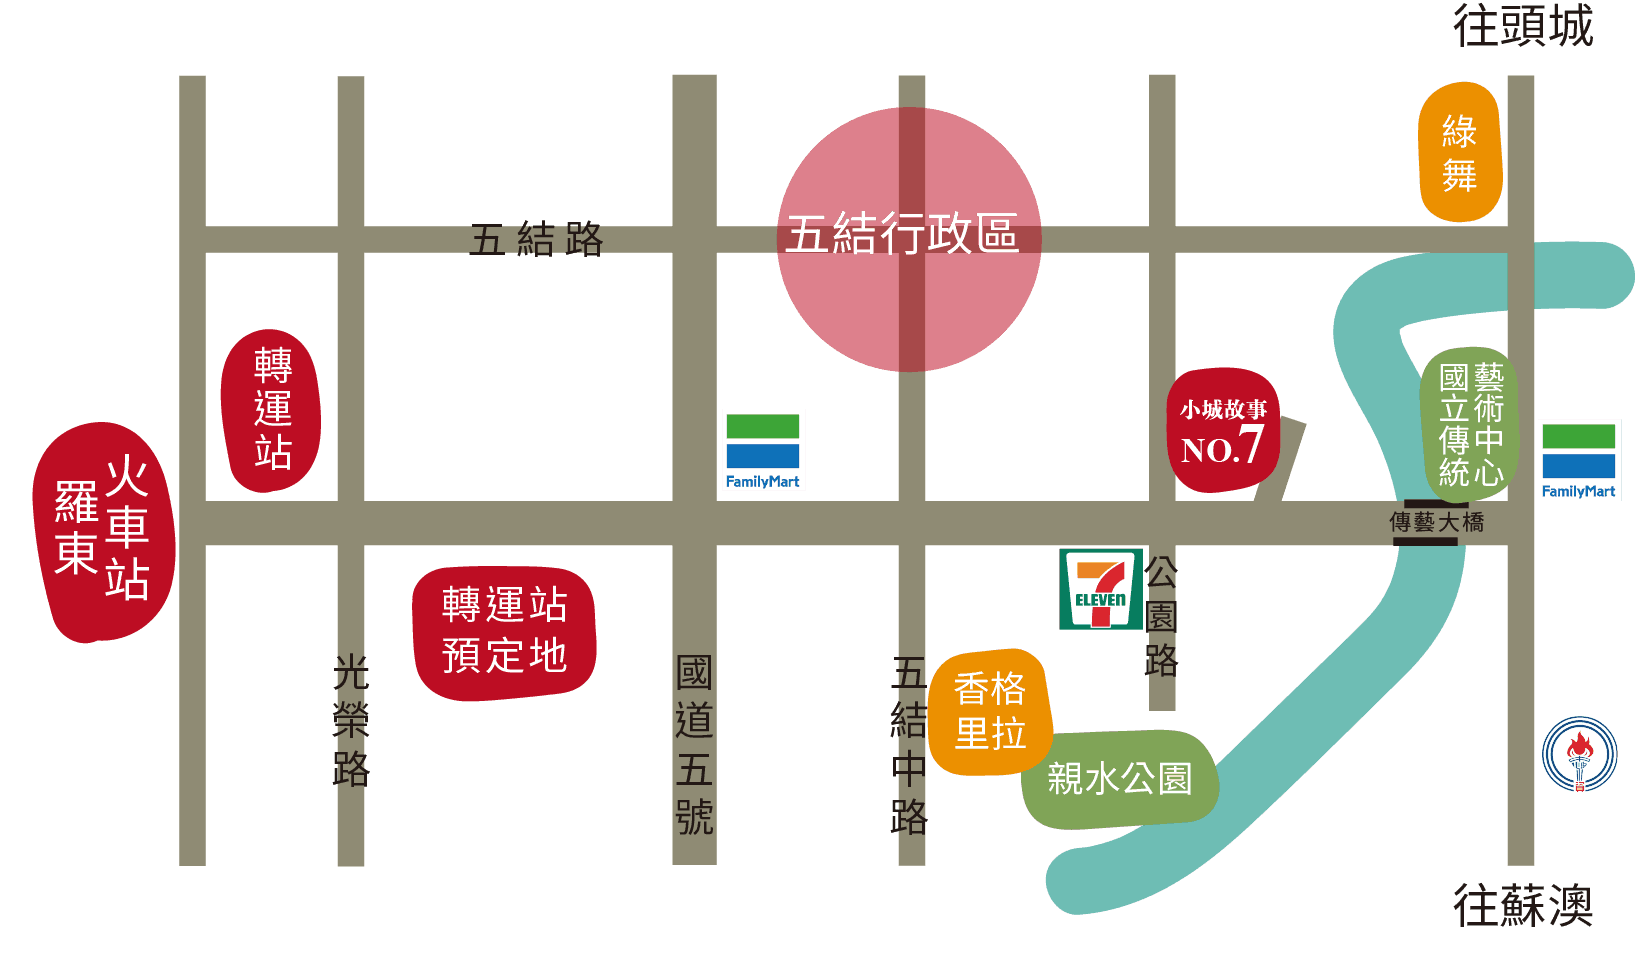 往頭城
綠舞
五結路
五結行政區
轉運站
小城故事
NO.7
國立傳統
藝術中心
FamilyMart
FamilyMart
羅東
火車站
傳藝大橋
7
ELEVEN
公園路
轉運站
預定地
光榮路
國道五號
五結中路
香格
里拉
親水公園
往蘇澳